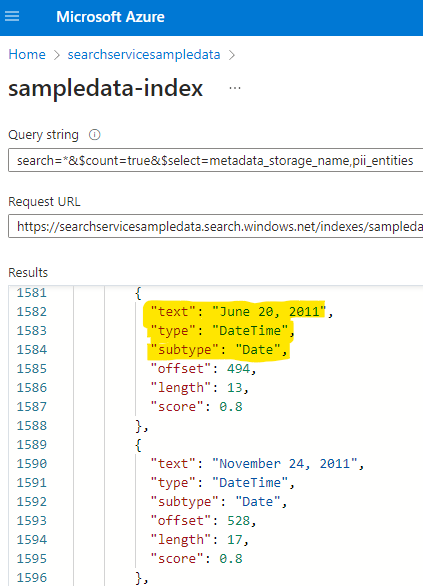 Microsoft Azure
Home > searchservicesampledata >
sampledata-index ...
Query string
search=*&$count=true&$select=metadata_storage_name,pii_entities
Request URL
https://searchservicesampledata.search.windows.net/indexes/sampleda
Results
1581 {
1582 "text": "June 20, 2011",
1583 "type": "DateTime",
1584 "subtype": "Date",
1585 "offset": 494,
1586 "length": 13,
1587 "score": 0.8
1588 },
1589 {
1590 "text": "November 24, 2011",
1591 "type": "DateTime",
1592 "subtype": "Date",
1593 "offset": 528,
1594 "length": 17,
1595 "score": 0.8
1596 },